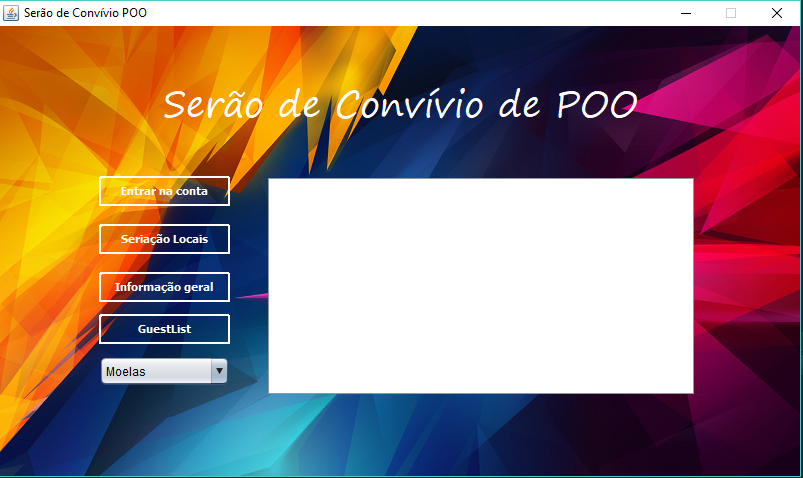 Serão de Convívio POO
Serão de Convívio de POO
Entrar na conta
Seriação Locais
Informação geral
GuestList
Moelas